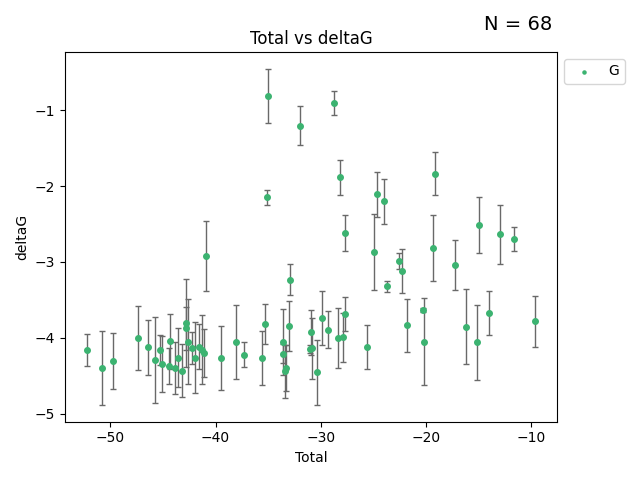 N = 68
Total vs deltaG
G
deltaG
−1
−2
−3
−4
−5
−50 −40 −30 −20 −10
Total